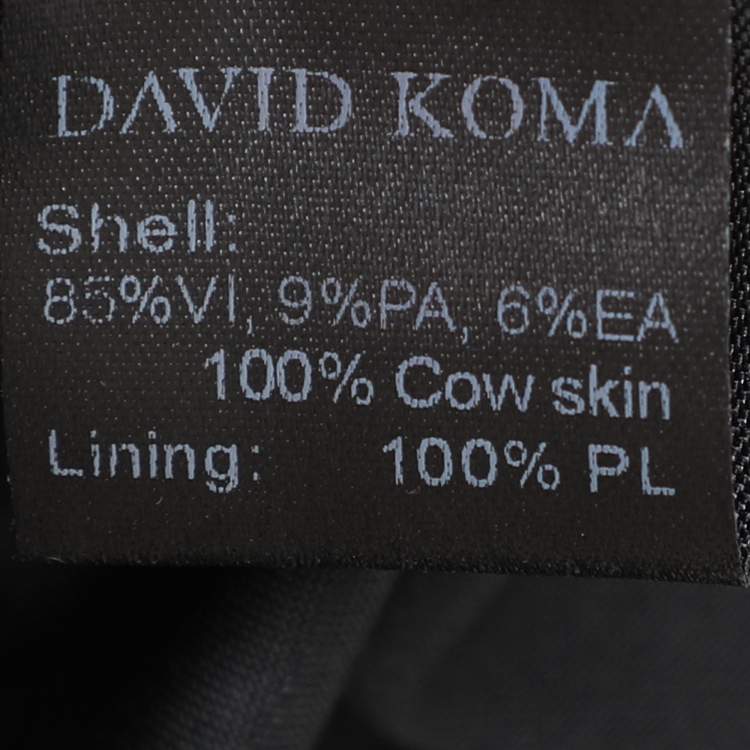 DAVID KOMA
Shell:
85%VI, 9%PA, 6%EA
100% Cow skin
Lining: 100% PL